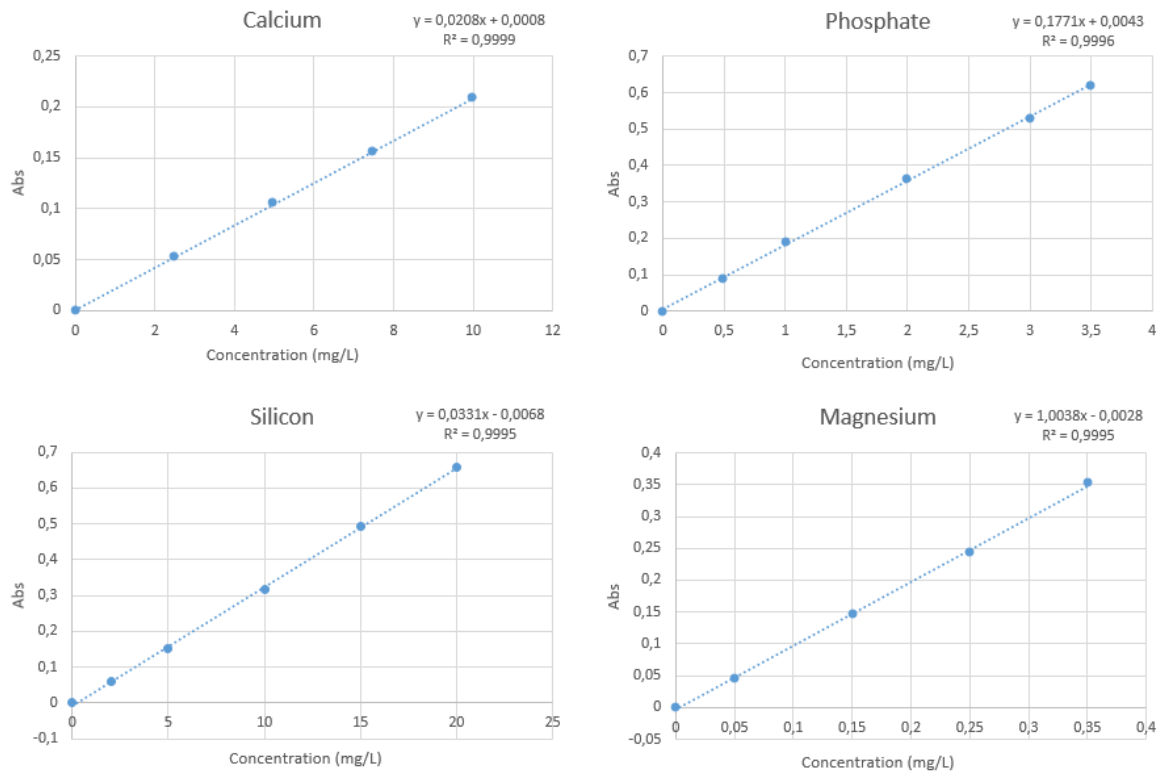 Calcium
y = 0,0208x + 0,0008
R² = 0,9999
0,25
0,2
0,15
0,1
0,05
0
Abs
0 2 4 6 8 10 12
Concentration (mg/L)
Phosphate
y = 0,1771x + 0,0043
R² = 0,9996
0,7
0,6
0,5
0,4
0,3
0,2
0,1
0
Abs
0 0,5 1 1,5 2 2,5 3 3,5 4
Concentration (mg/L)
Silicon
y = 0,0331x - 0,0068
R² = 0,9995
0,7
0,6
0,5
0,4
0,3
0,2
0,1
0
-0,1
Abs
0 5 10 15 20 25
Concentration (mg/L)
Magnesium
y = 1,0038x - 0,0028
R² = 0,9995
0,4
0,35
0,3
0,25
0,2
0,15
0,1
0,05
0
-0,05
Abs
0 0,05 0,1 0,15 0,2 0,25 0,3 0,35 0,4
Concentration (mg/L)